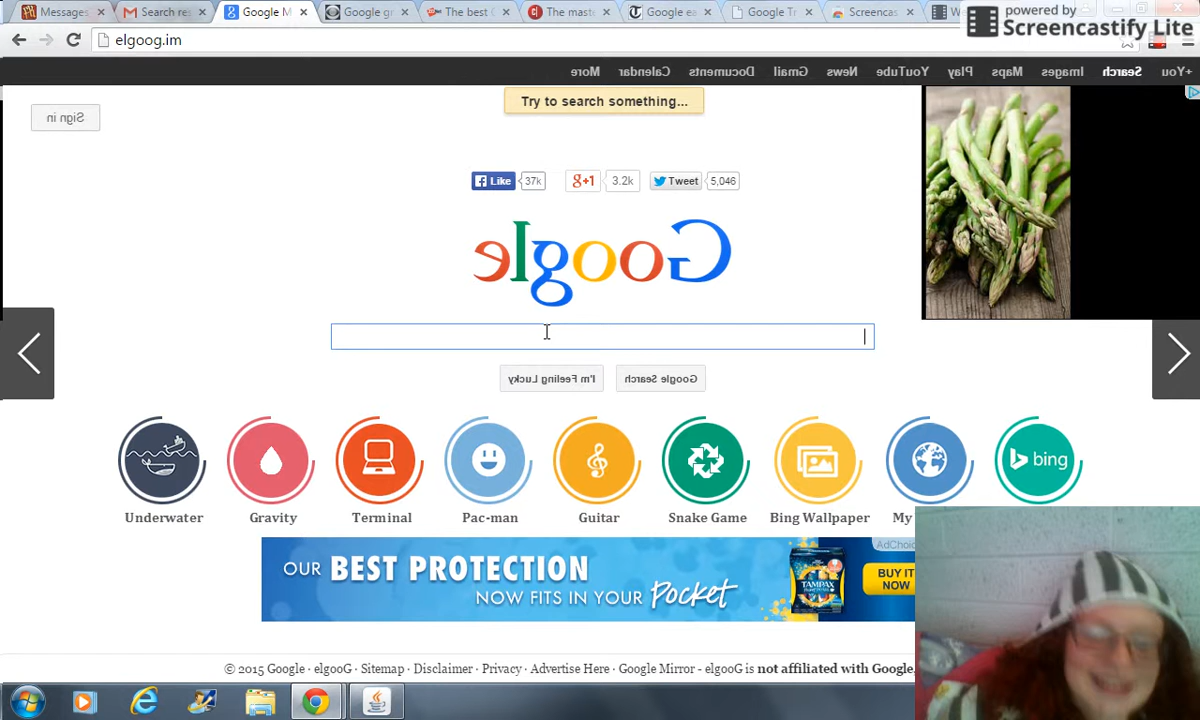 Messages
Search re
Google M
Google gr
The best
The maste
Google ea
Google Tr
Screencas
powered by
Screencastify Lite
elgoog.im
More
Calendar
Documents
Gmail
News
YouTube
Play
Maps
Images
Search
+You
Sign in
Try to search something...
Like
37k
g+1
3.2k
Tweet
5,046
Google
I'm Feeling Lucky
Google Search
bing
Underwater
Gravity
Terminal
Pac-man
Guitar
Snake Game
Bing Wallpaper
My
OUR BEST PROTECTION
NOW FITS IN YOUR Pocket
TAMPAX
Pocket
AdChoic
BUY IT
NOW
© 2015 Google · elgooG · Sitemap · Disclaimer · Privacy · Advertise Here · Google Mirror - elgooG is not affiliated with Google.